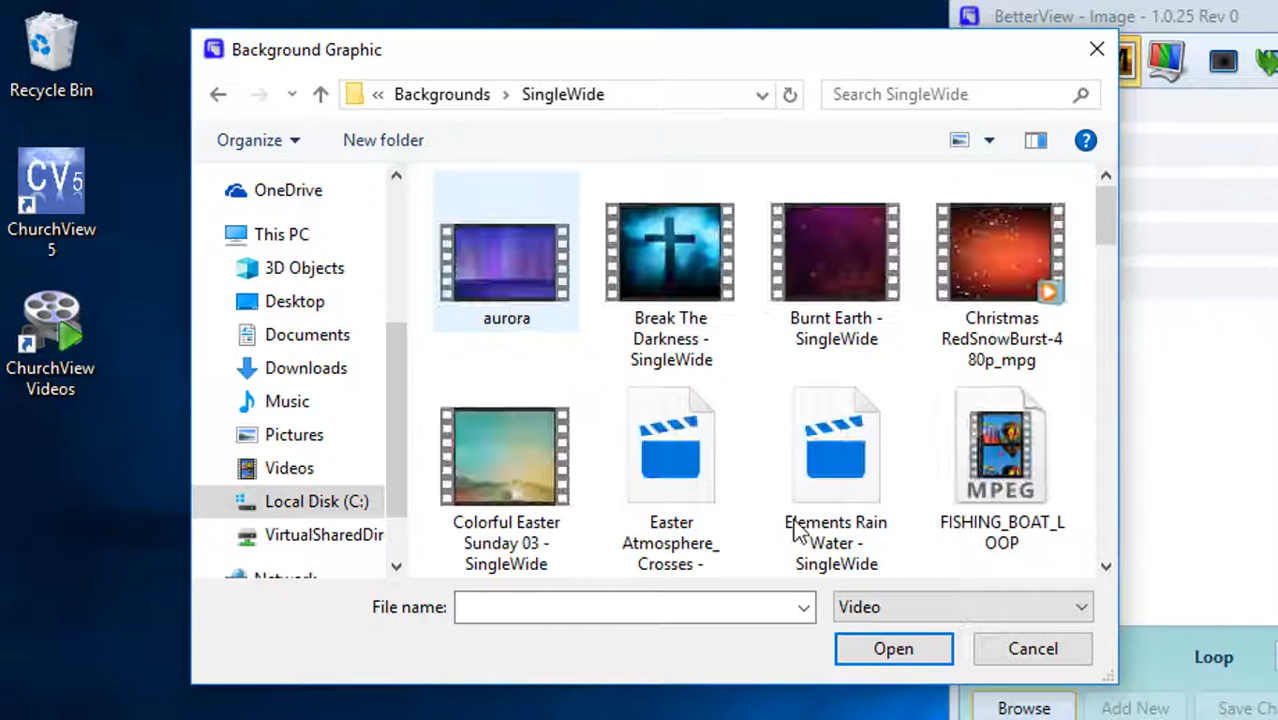 BetterView - Image - 1.0.25 Rev 0
Background Graphic
Recycle Bin
« Backgrounds > SingleWide
Search SingleWide
Organize
New folder
CV5
ChurchView
5
ChurchView
Videos
OneDrive
This PC
3D Objects
Desktop
Documents
Downloads
Music
Pictures
Videos
Local Disk (C:)
VirtualSharedDir
Network
aurora
Break The
Darkness -
SingleWide
Burnt Earth -
SingleWide
Christmas
RedSnowBurst-4
80p_mpg
Colorful Easter
Sunday 03 -
SingleWide
Easter
Atmosphere_
Crosses -
Elements Rain
Water -
SingleWide
MPEG
FISHING_BOAT_L
OOP
File name:
Video
Open
Cancel
Loop
Browse
Add New
Save Ch